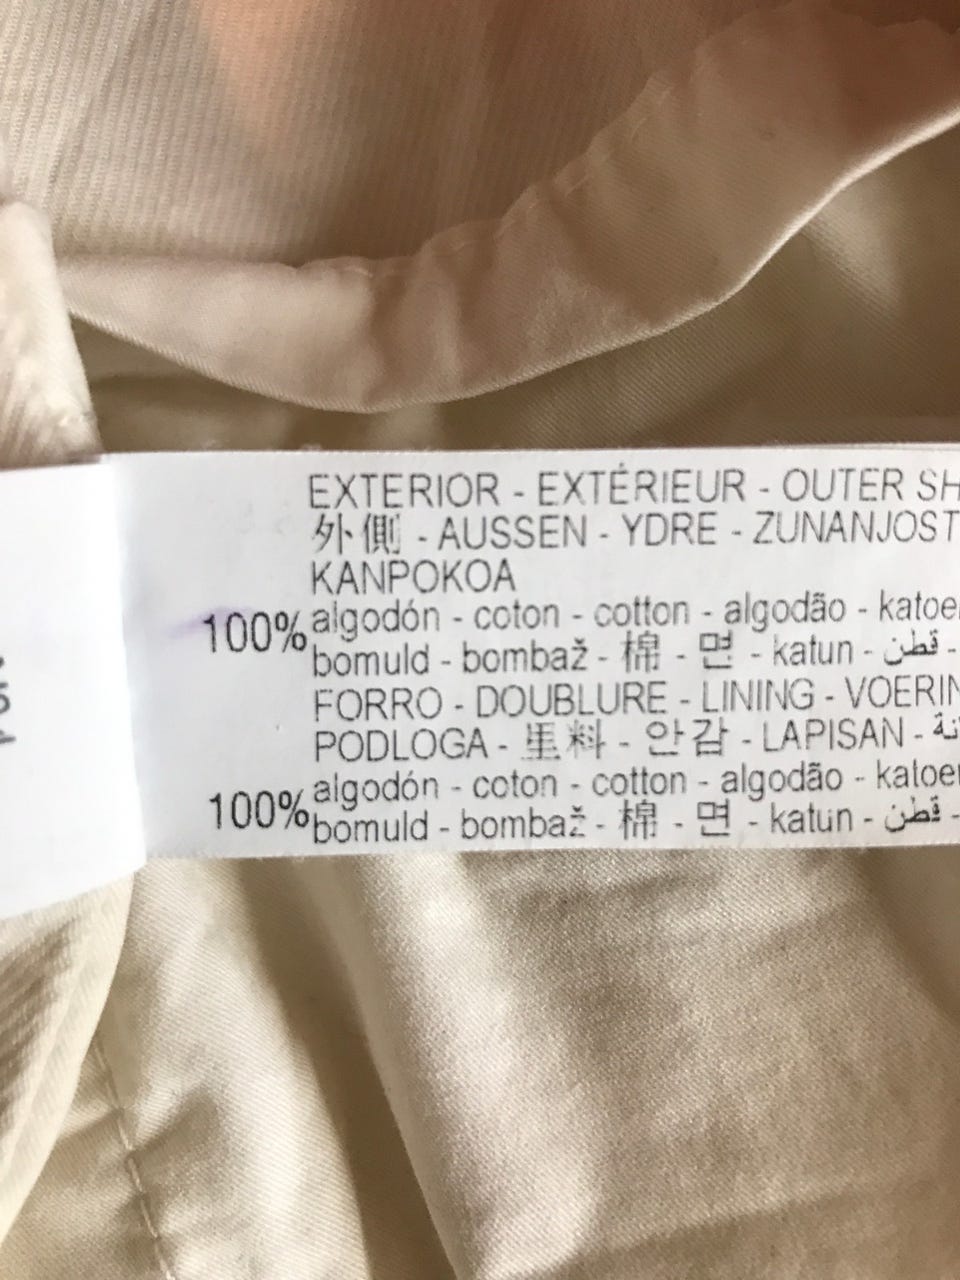 EXTERIOR - EXTÉRIEUR - OUTER SH
外側 - AUSSEN - YDRE - ZUNANJOST
KANPOKOA
100% algodón - coton - cotton - algodão - katoe
bomuld - bombaž - 棉 - 면 - katun - قطن -
FORRO - DOUBLURE - LINING - VOERIN
PODLOGA - 里料 - 안감 - LAPISAN -
100% algodón - coton - cotton - algodão - katoe
bomuld - bombaž - 棉 - 면 - katun - قطن -